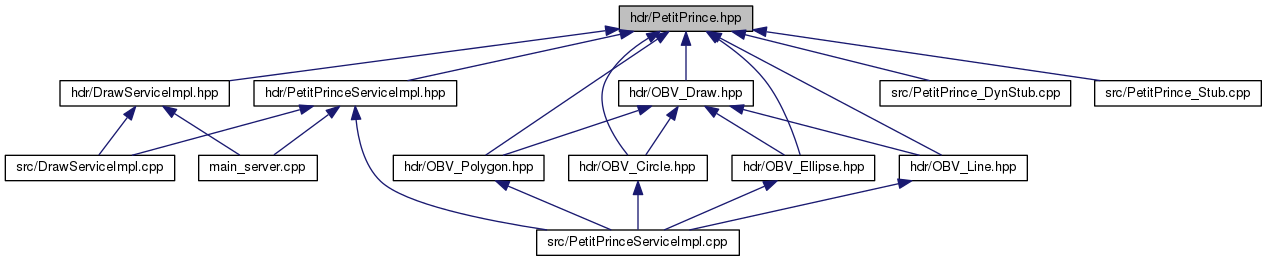 hdr/PetitPrince.hpp
hdr/DrawServiceImpl.hpp
hdr/PetitPrinceServiceImpl.hpp
hdr/OBV_Draw.hpp
src/PetitPrince_DynStub.cpp
src/PetitPrince_Stub.cpp
src/DrawServiceImpl.cpp
main_server.cpp
hdr/OBV_Polygon.hpp
hdr/OBV_Circle.hpp
hdr/OBV_Ellipse.hpp
hdr/OBV_Line.hpp
src/PetitPrinceServiceImpl.cpp